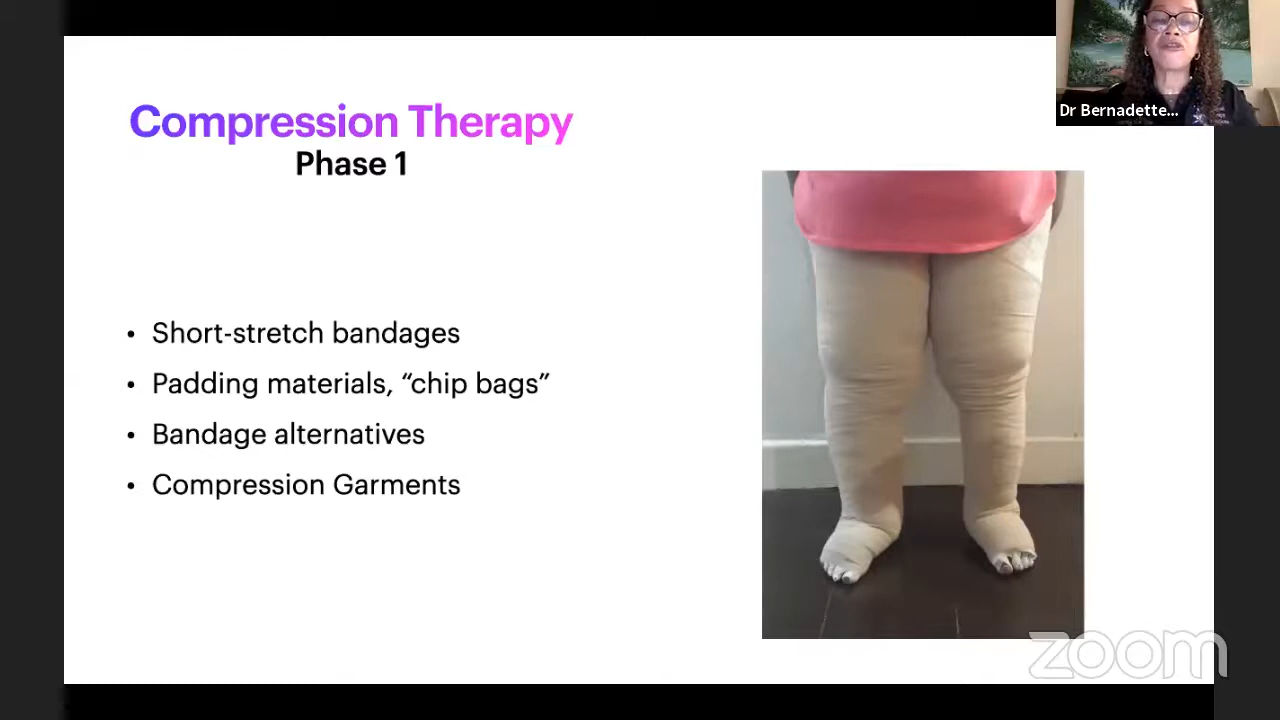 Compression Therapy
Phase 1
• Short-stretch bandages
• Padding materials, “chip bags”
• Bandage alternatives
• Compression Garments
Dr Bernadette...
zoom